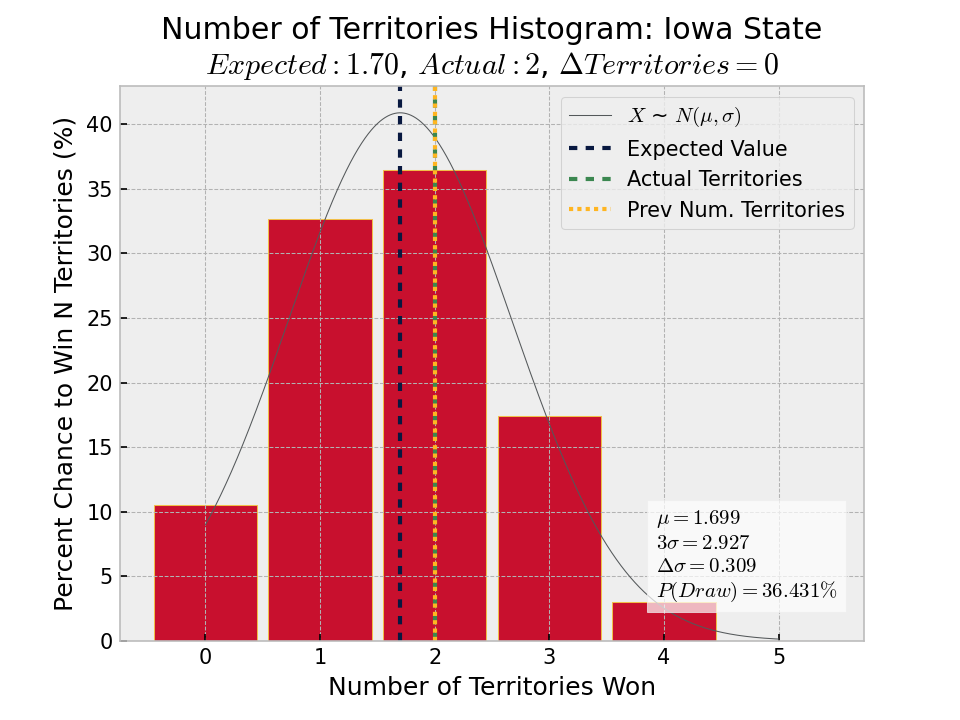 Number of Territories Histogram: Iowa State
Expected : 1.70, Actual : 2, ΔTerritories = 0
X ∼ N(μ, σ)
Expected Value
Actual Territories
Prev Num. Territories
Percent Chance to Win N Territories (%)
40
35
30
25
20
15
10
5
0
μ = 1.699
3σ = 2.927
Δσ = 0.309
P(Draw) = 36.431%
0 1 2 3 4 5
Number of Territories Won